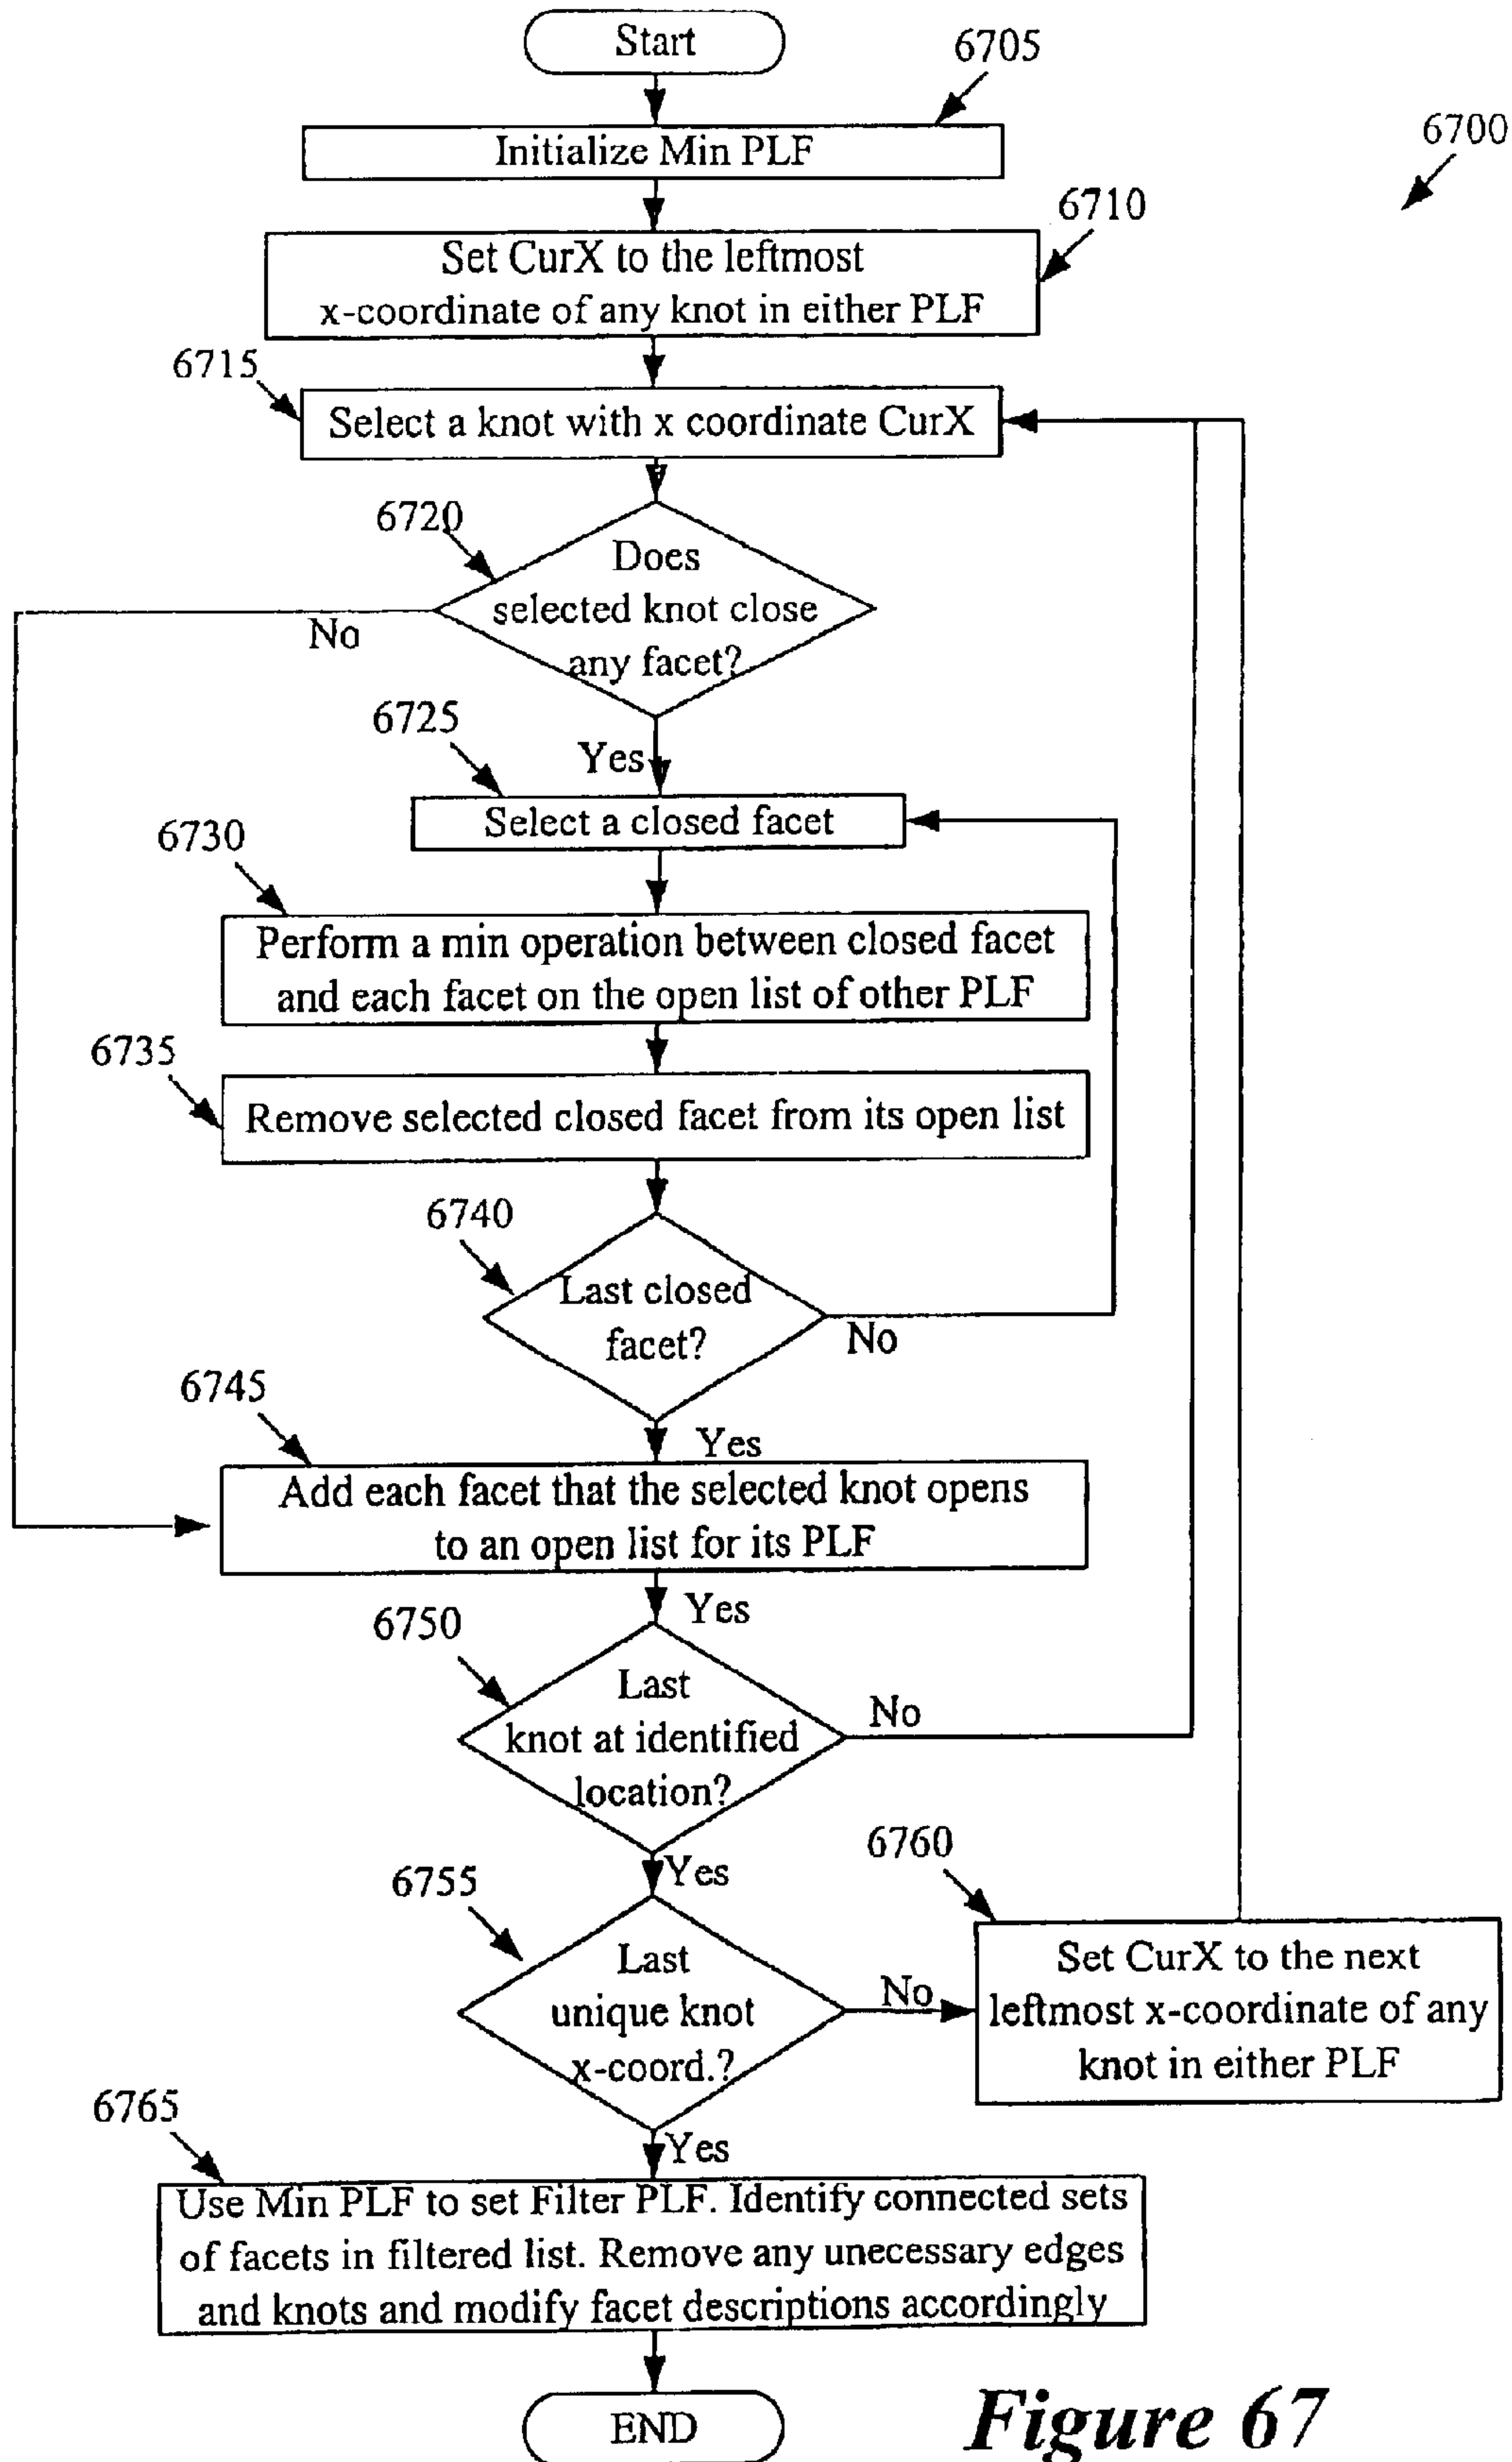 Start
6705
6700
Initialize Min PLF
6710
Set CurX to the leftmost
x-coordinate of any knot in either PLF
6715
Select a knot with x coordinate CurX
6720
Does
selected knot close
any facet?
No
6725
Yes
Select a closed facet
6730
Perform a min operation between closed facet
and each facet on the open list of other PLF
6735
Remove selected closed facet from its open list
6740
Last closed
facet?
No
6745
Yes
Add each facet that the selected knot opens
to an open list for its PLF
6750
Yes
Last
knot at identified
location?
No
6760
Yes
6755
Last
unique knot
x-coord.?
No
Set CurX to the next
leftmost x-coordinate of any
knot in either PLF
6765
Yes
Use Min PLF to set Filter PLF. Identify connected sets
of facets in filtered list. Remove any unecessary edges
and knots and modify facet descriptions accordingly
END
Figure 67